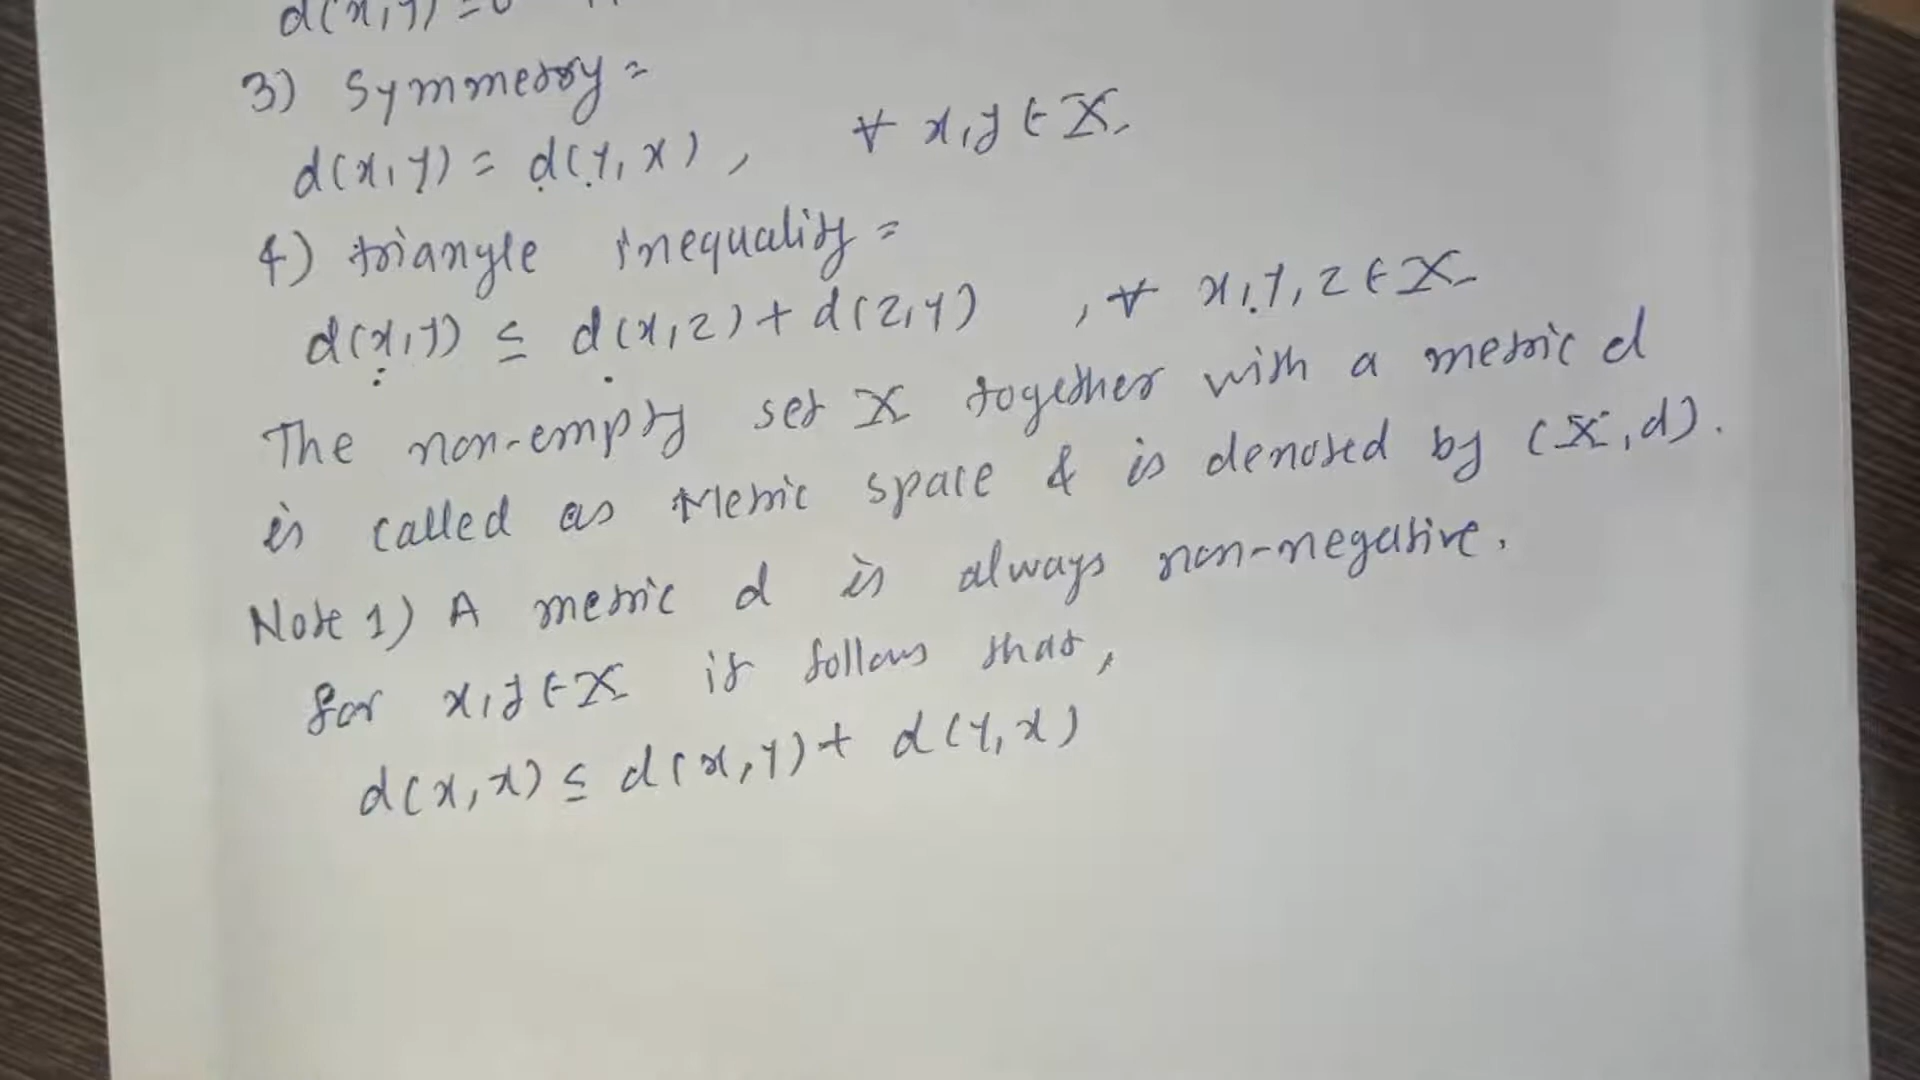 d(x,y)=0
3) Symmetry =
d(x,y) = d(y,x), ∀ x,y ∈ X.
4) triangle inequality =
d(x,y) ≤ d(x,z) + d(z,y) , ∀ x,y,z ∈ X
The non-empty set X together with a metric d
is called as Metric space & is denoted by (X,d).
Note 1) A metric d is always non-negative.
for x,y ∈ X it follows that,
d(x,x) ≤ d(x,y) + d(y,x)